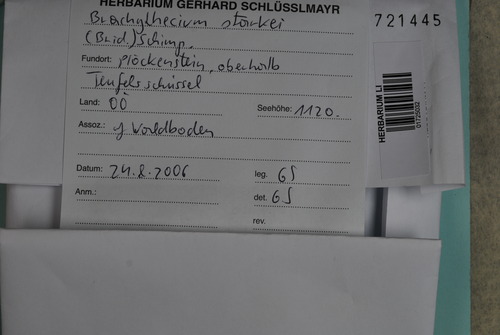 HERBARIUM GERHARD SCHLÜSSLMAYR
721445
Brachythecium starkei
(Brid.) Schimp.
Fundort: Plöckenstein, oberhalb
Teufelsschüssel
Land: OÖ Seehöhe: 1120.
Assoz.: Waldboden
Datum: 24.8.2006 leg. GS
Anm.: det. GS
rev.
HERBARIUM LI